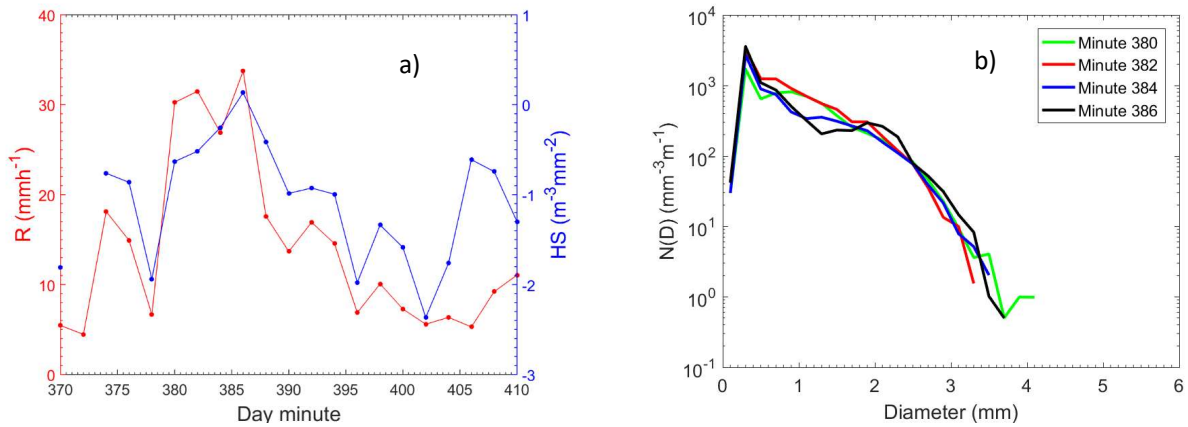 a)
R (mmh⁻¹)
40
30
20
10
0
HS (m⁻³mm⁻²)
1
0
-1
-2
-3
370 375 380 385 390 395 400 405 410
Day minute
b)
Minute 380
Minute 382
Minute 384
Minute 386
N(D) (mm⁻³m⁻¹)
10⁴
10³
10²
10¹
10⁰
10⁻¹
0 1 2 3 4 5 6
Diameter (mm)